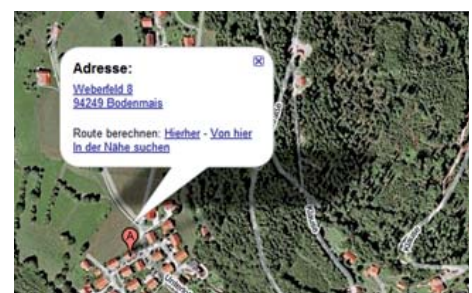 Adresse:
Weberfeld 8
94249 Bodenmais
Route berechnen: Hierher - Von hier
In der Nähe suchen
A